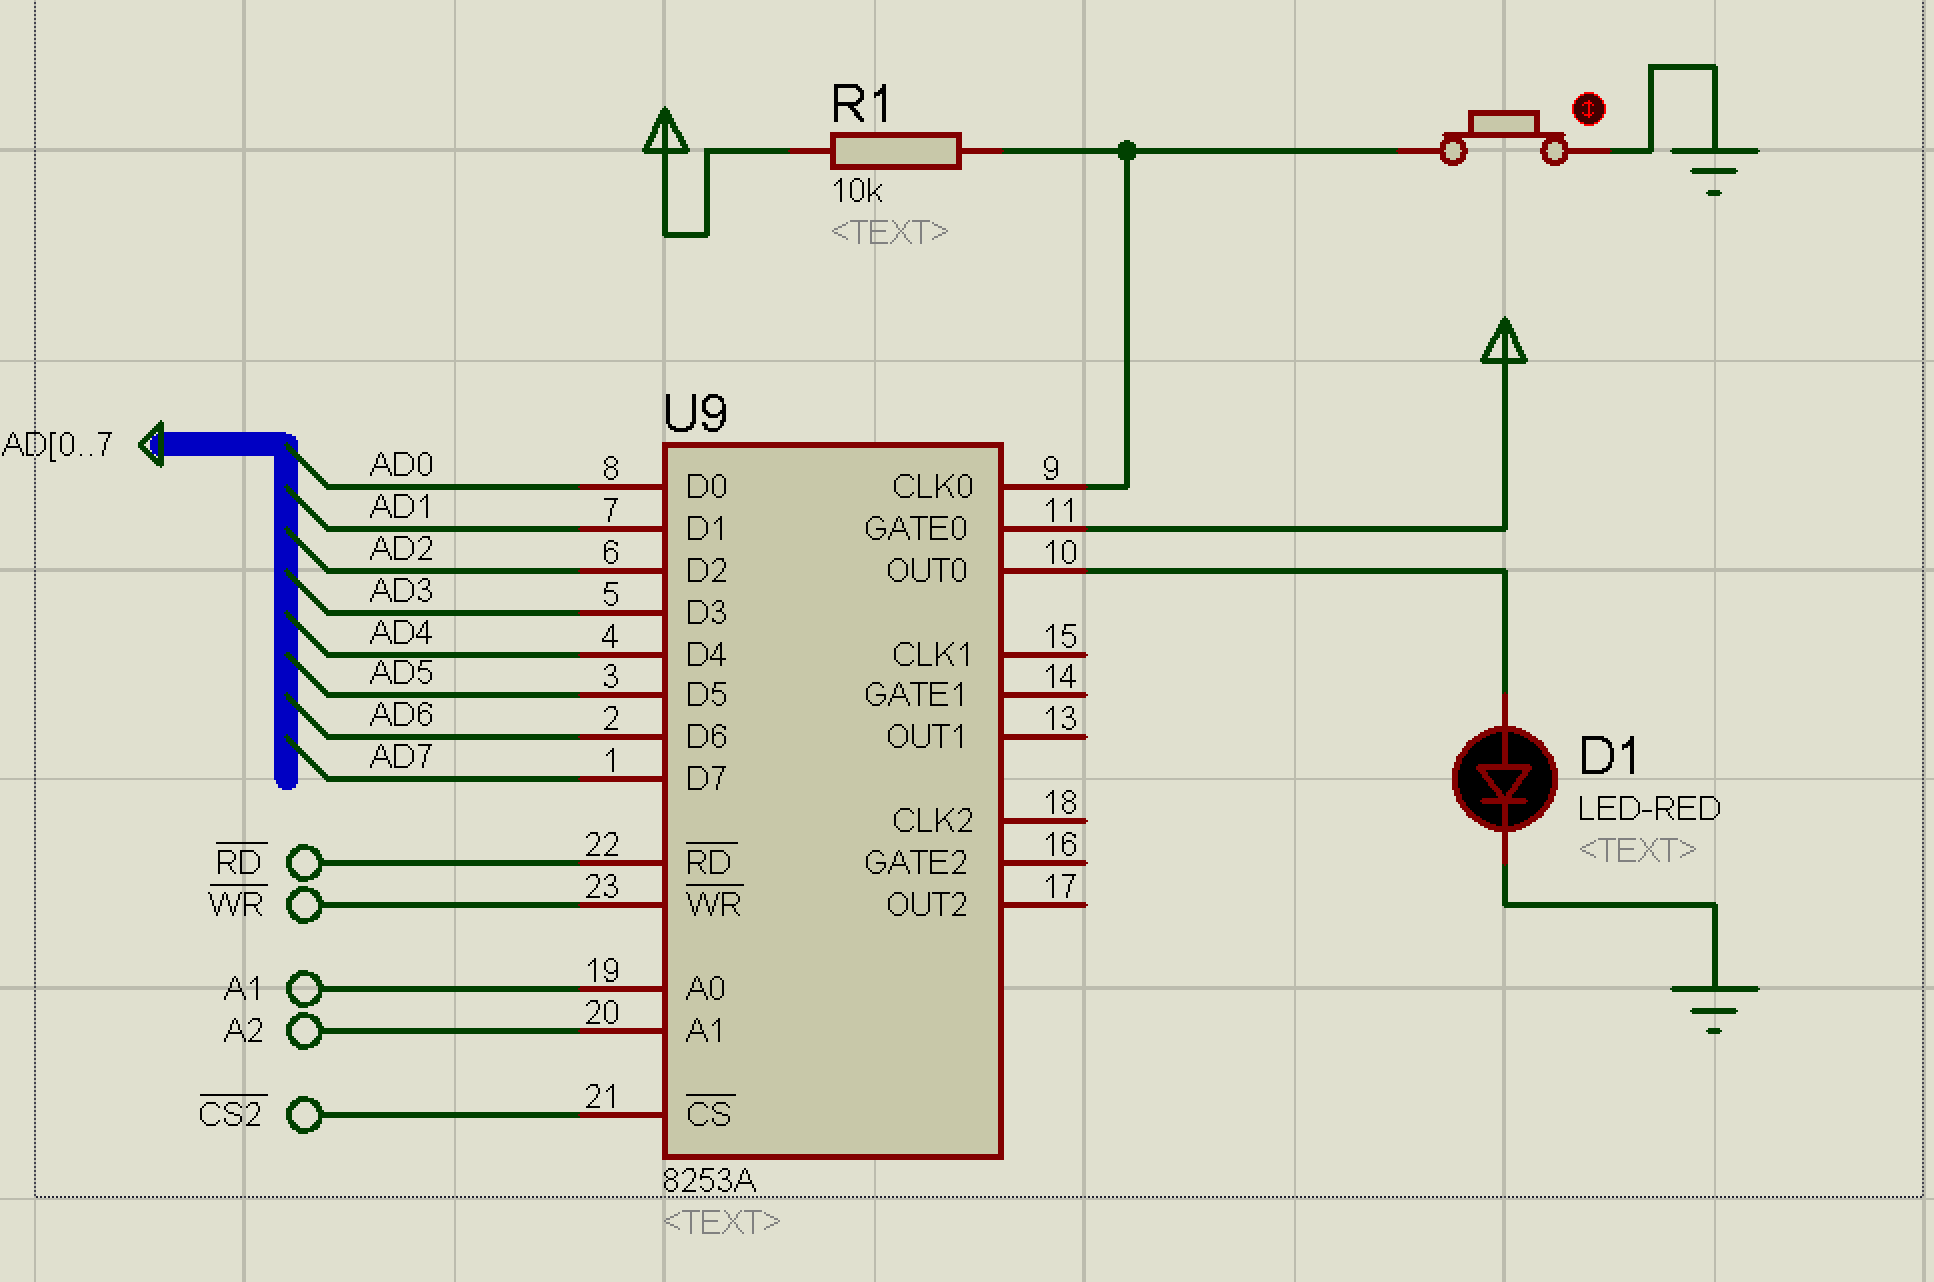 R1
10k
<TEXT>
U9
AD[0..7
AD0 8 D0 CLK0 9
AD1 7 D1 GATE0 11
AD2 6 D2 OUT0 10
AD3 5 D3
AD4 4 D4 CLK1 15
AD5 3 D5 GATE1 14
AD6 2 D6 OUT1 13
AD7 1 D7
D1
LED-RED
<TEXT>
CLK2 18
RD 22 RD GATE2 16
WR 23 WR OUT2 17
A1 19 A0
A2 20 A1
CS2 21 CS
8253A
<TEXT>